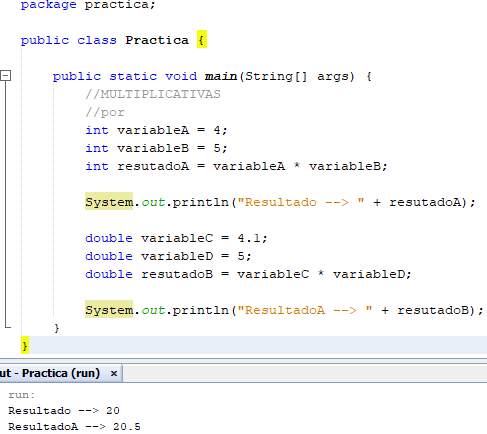 package practica;
public class Practica {
public static void main(String[] args) {
//MULTIPLICATIVAS
//por
int variableA = 4;
int variableB = 5;
int resutadoA = variableA * variableB;
System.out.println("Resultado --> " + resutadoA);
double variableC = 4.1;
double variableD = 5;
double resutadoB = variableC * variableD;
System.out.println("ResultadoA --> " + resutadoB);
}
}
ut - Practica (run) ×
run:
Resultado --> 20
ResultadoA --> 20.5